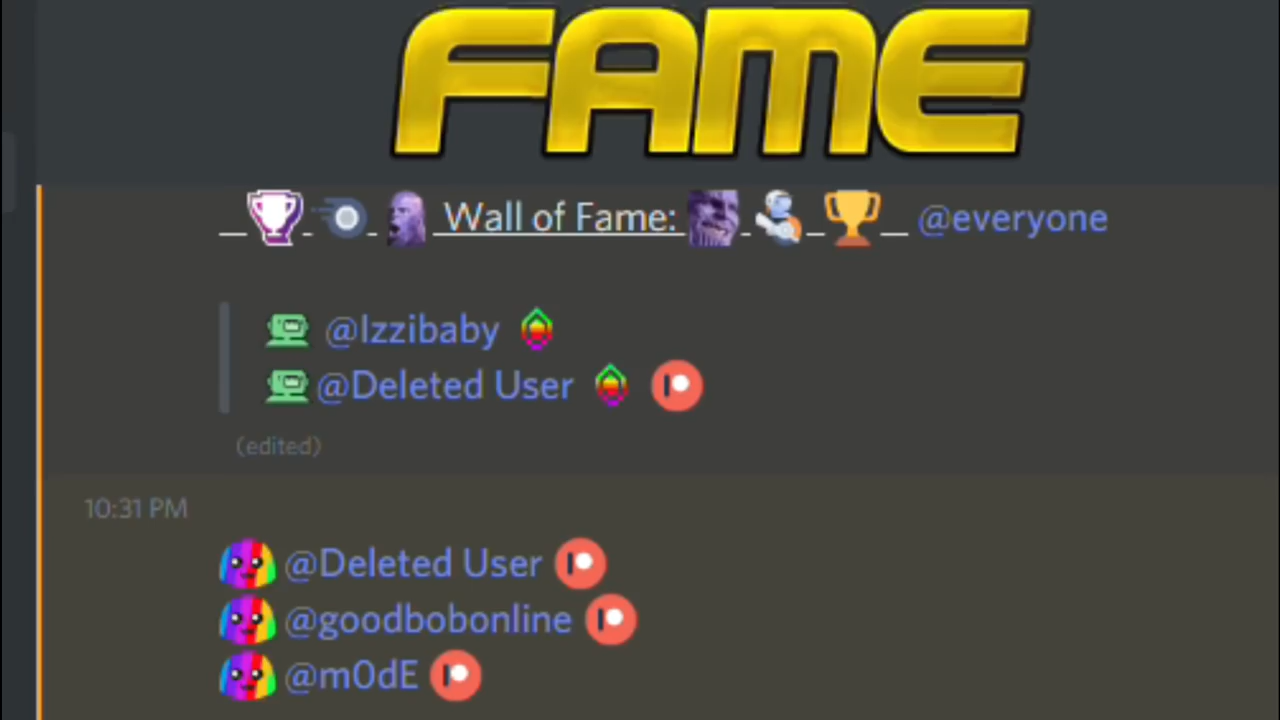 FAME
Wall of Fame: @everyone
@Izzibaby
@Deleted User
(edited)
10:31 PM
@Deleted User
@goodbobonline
@m0dE